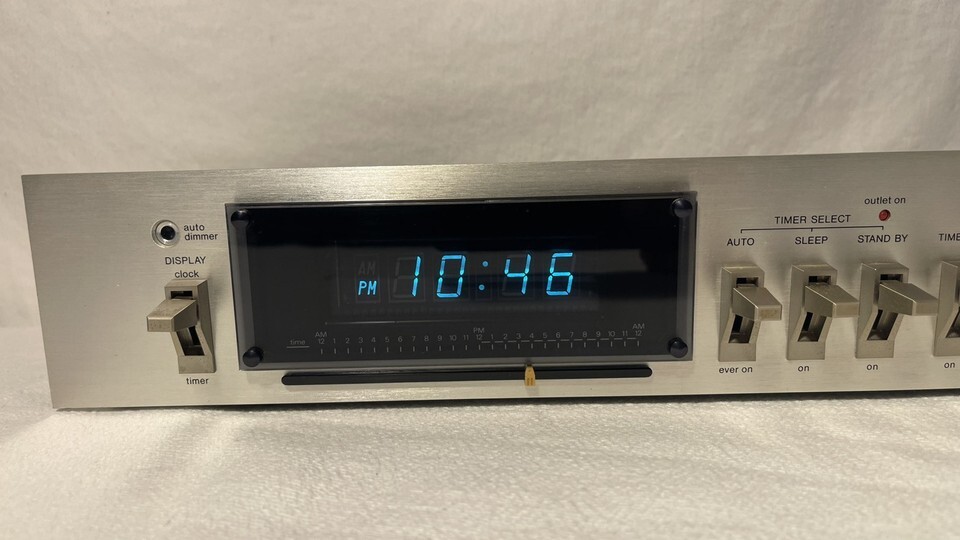 outlet on
auto
dimmer
TIMER SELECT
DISPLAY
clock
AUTO
SLEEP
STAND BY
TIME
AM
PM
10:46
PM
AM
12
AM
12 1 2 3 4 5 6 7 8 9 10 11 12 1 2 3 4 5 6 7 8 9 10 11 12
time
timer
ever on
on
on
on